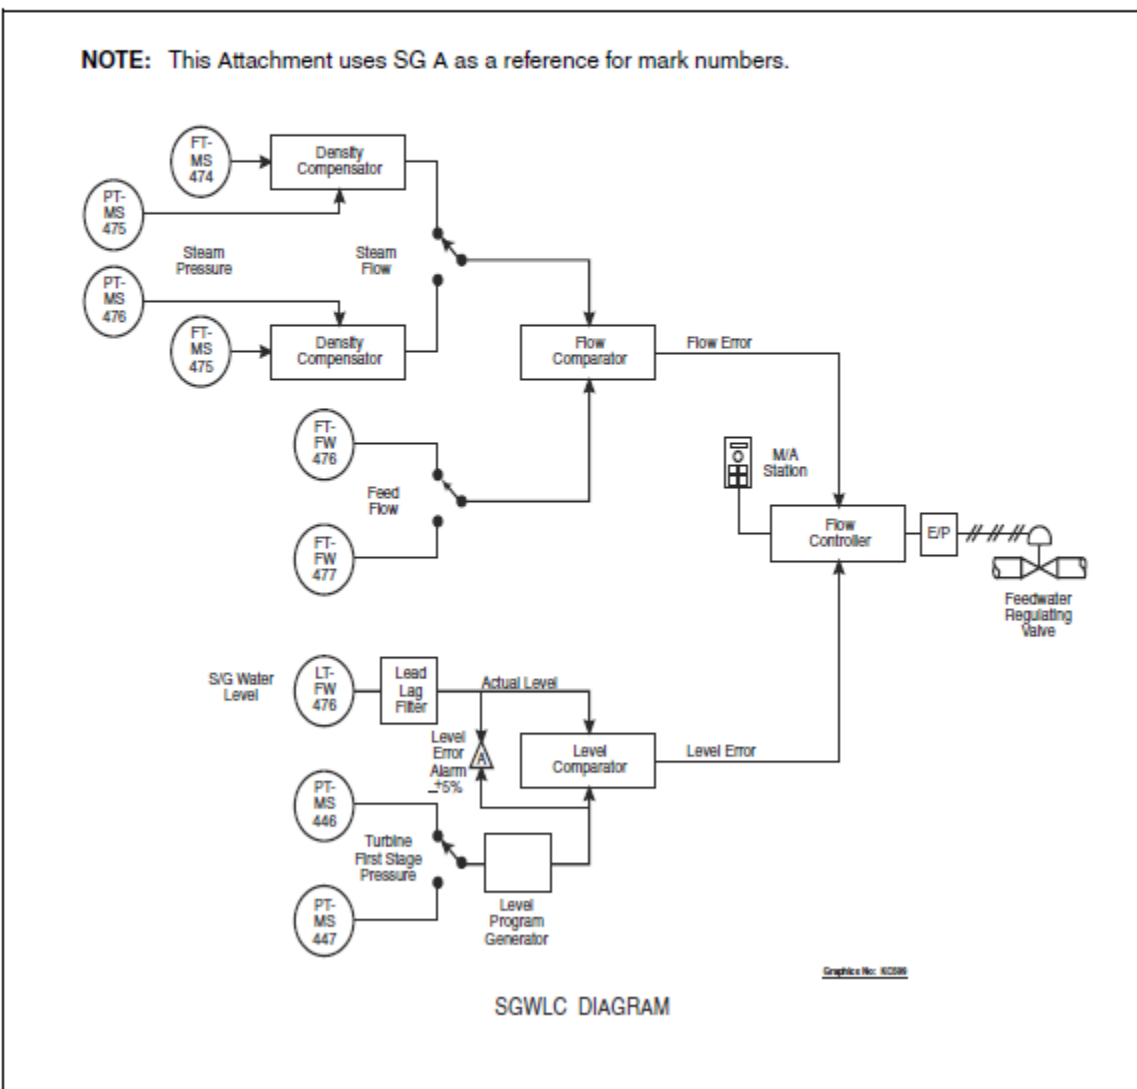 NOTE: This Attachment uses SG A as a reference for mark numbers.
FT-
MS
474
Density
Compensator
PT-
MS
475
Steam
Pressure
Steam
Flow
PT-
MS
476
FT-
MS
475
Density
Compensator
Flow
Comparator
Flow Error
FT-
FW
476
Feed
Flow
FT-
FW
477
M/A
Station
Flow
Controller
E/P
Feedwater
Regulating
Valve
S/G Water
Level
LT-
FW
476
Lead
Lag
Filter
Actual Level
Level
Error
Alarm
±5%
A
Level
Comparator
Level Error
PT-
MS
446
Turbine
First Stage
Pressure
PT-
MS
447
Level
Program
Generator
Graphics No:
SGWLC DIAGRAM